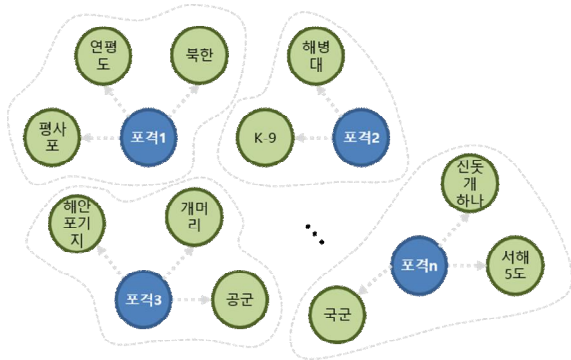 연평
도
북한
평사
포
포격1
해병
대
K-9
포격2
해안
포기
지
개머
리
포격3
공군
신돗
개
하나
포격n
서해
5도
국군